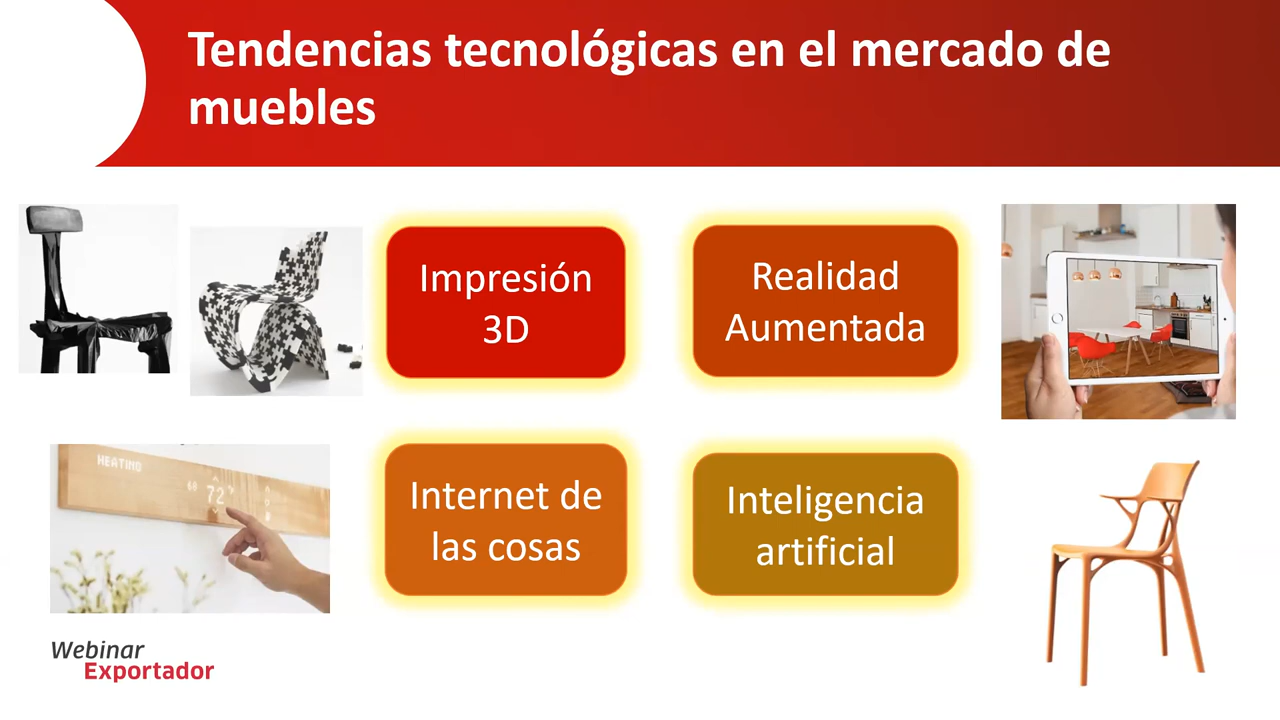 Tendencias tecnológicas en el mercado de
muebles
Impresión
3D
Realidad
Aumentada
HEATING
72
Internet de
las cosas
Inteligencia
artificial
Webinar
Exportador